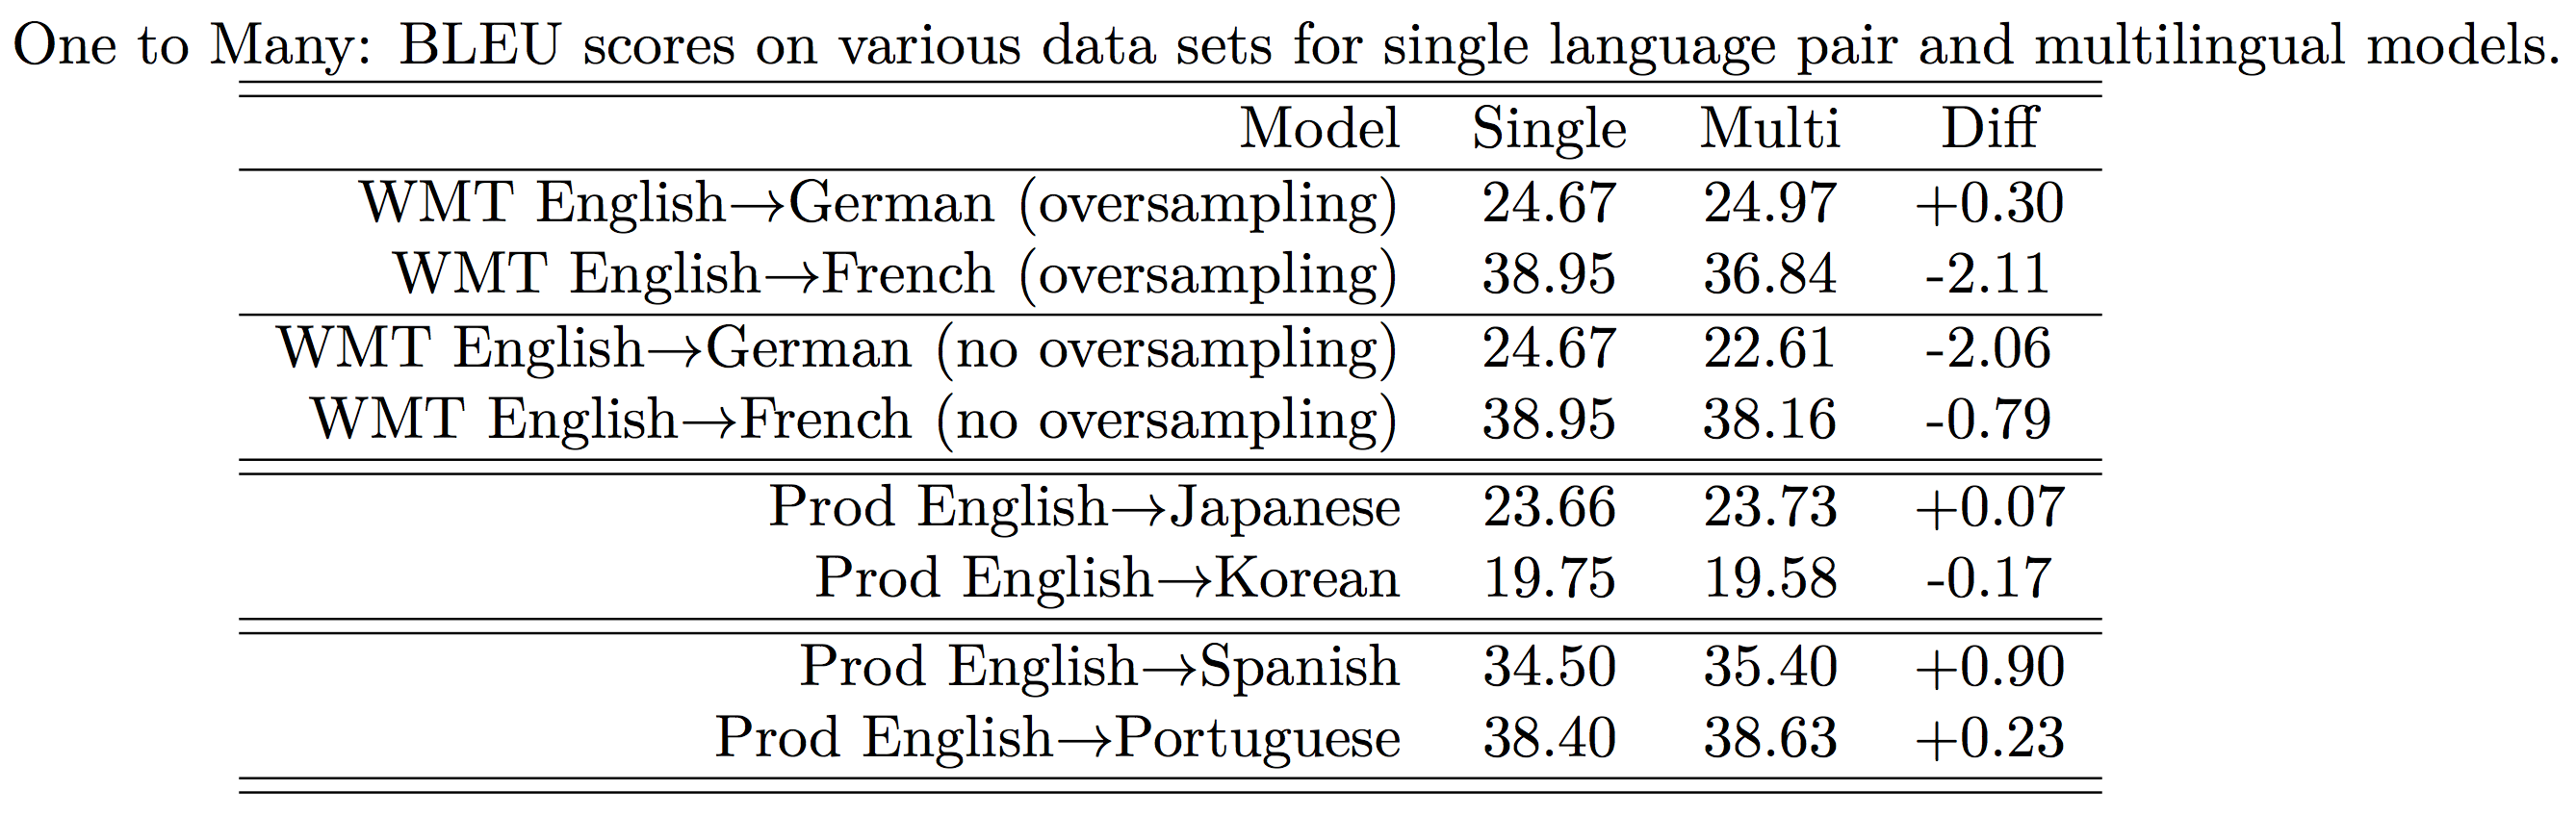 One to Many: BLEU scores on various data sets for single language pair and multilingual models.
Model Single Multi Diff
WMT English→German (oversampling) 24.67 24.97 +0.30
WMT English→French (oversampling) 38.95 36.84 -2.11
WMT English→German (no oversampling) 24.67 22.61 -2.06
WMT English→French (no oversampling) 38.95 38.16 -0.79
Prod English→Japanese 23.66 23.73 +0.07
Prod English→Korean 19.75 19.58 -0.17
Prod English→Spanish 34.50 35.40 +0.90
Prod English→Portuguese 38.40 38.63 +0.23